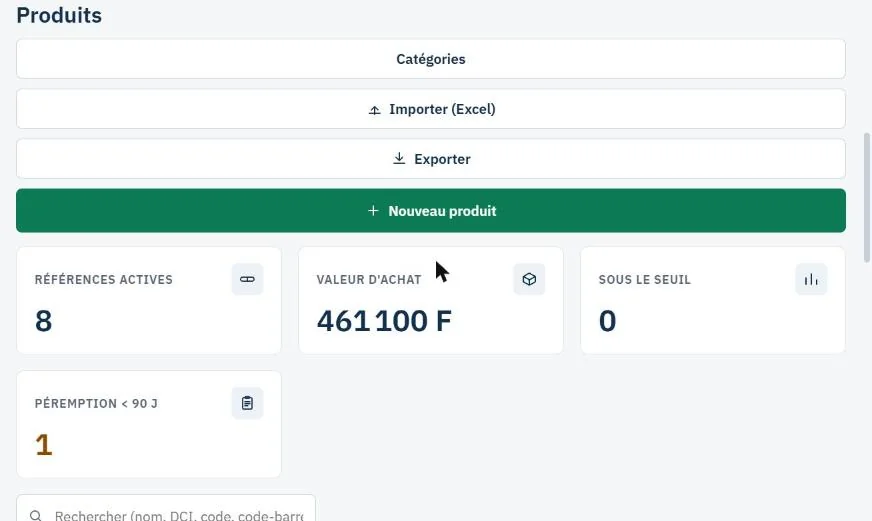 Produits
Catégories
Importer (Excel)
Exporter
Nouveau produit
RÉFÉRENCES ACTIVES
8
VALEUR D'ACHAT
461 100 F
SOUS LE SEUIL
0
PÉREMPTION < 90 J
1
Rechercher (nom, DCI, code, code-barre